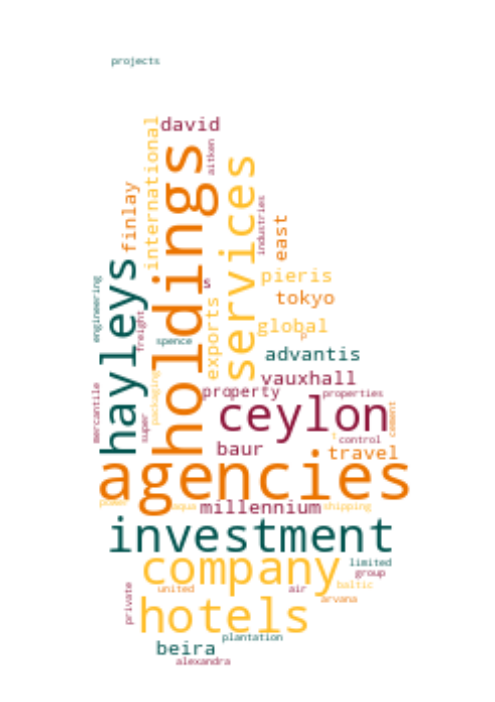 projects
david
aitken
international
holdings
services
finlay
industries
east
hayleys
engineering
s
pieris
tokyo
exports
freight
global
p
spence
advantis
vauxhall
packaging
mercantile
property
properties
super
ceylon
cement
control
baur
travel
agencies
power
aqua
millennium
shipping
investment
company
limited
group
united
air
baltic
private
arvana
hotels
plantation
beira
alexandra